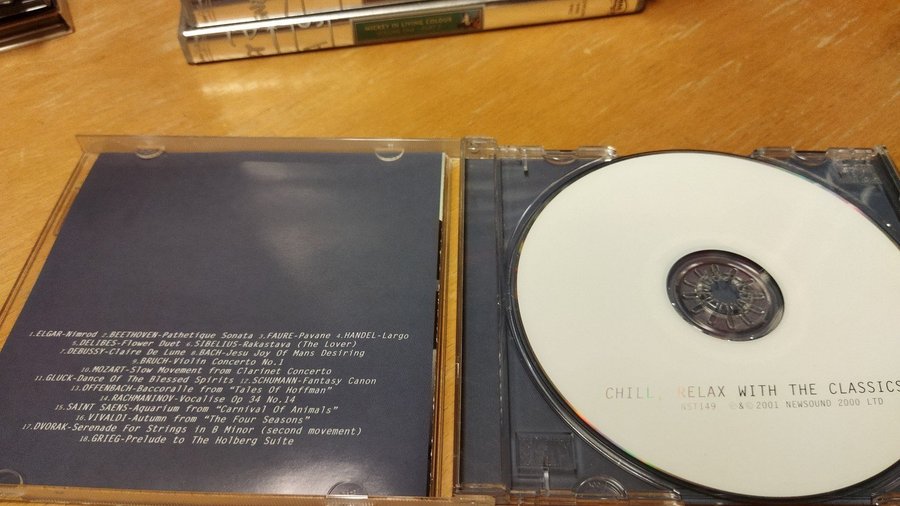 MICKEY IN LIVING COLOUR
1.ELGAR-Nimrod 2.BEETHOVEN-Pathetique Sonata 3.FAURE-Pavane 4.HANDEL-Largo
5.DELIBES-Flower Duet 6.SIBELIUS-Rakastava (The Lover)
7.DEBUSSY-Claire De Lune 8.BACH-Jesu Joy Of Mans Desiring
9.BRUCH-Violin Concerto No.1
10.MOZART-Slow Movement from Clarinet Concerto
11.GLUCK-Dance Of The Blessed Spirits 12.SCHUMANN-Fantasy Canon
13.OFFENBACH-Baccoralle from "Tales Of Hoffman"
14.RACHMANINOV-Vocalise Op 34 No.14
15.SAINT SAENS-Aquarium from "Carnival Of Animals"
16.VIVALDI-Autumn from "The Four Seasons"
17.DVORAK-Serenade For Strings in B Minor (second movement)
18.GRIEG-Prelude to The Holberg Suite
CHILL, RELAX WITH THE CLASSICS
NST149 ℗&© 2001 NEWSOUND 2000 LTD